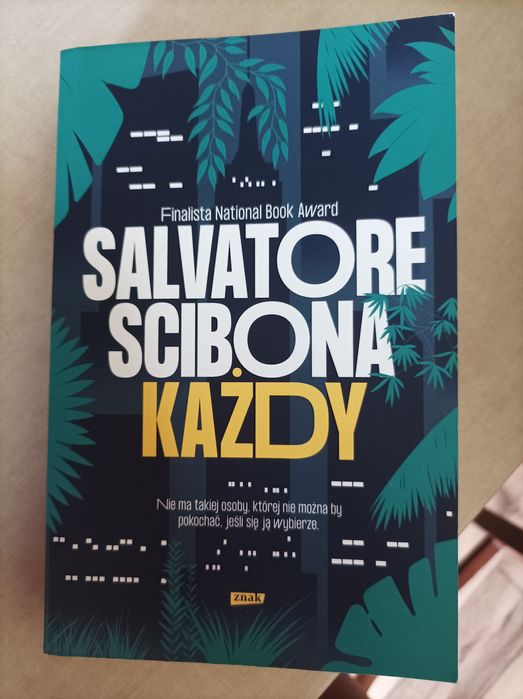 Finalista National Book Award
SALVATORE
SCIBONA
KAŻDY
Nie ma takiej osoby, której nie można by
pokochać, jeśli się ją wybierze.
znak